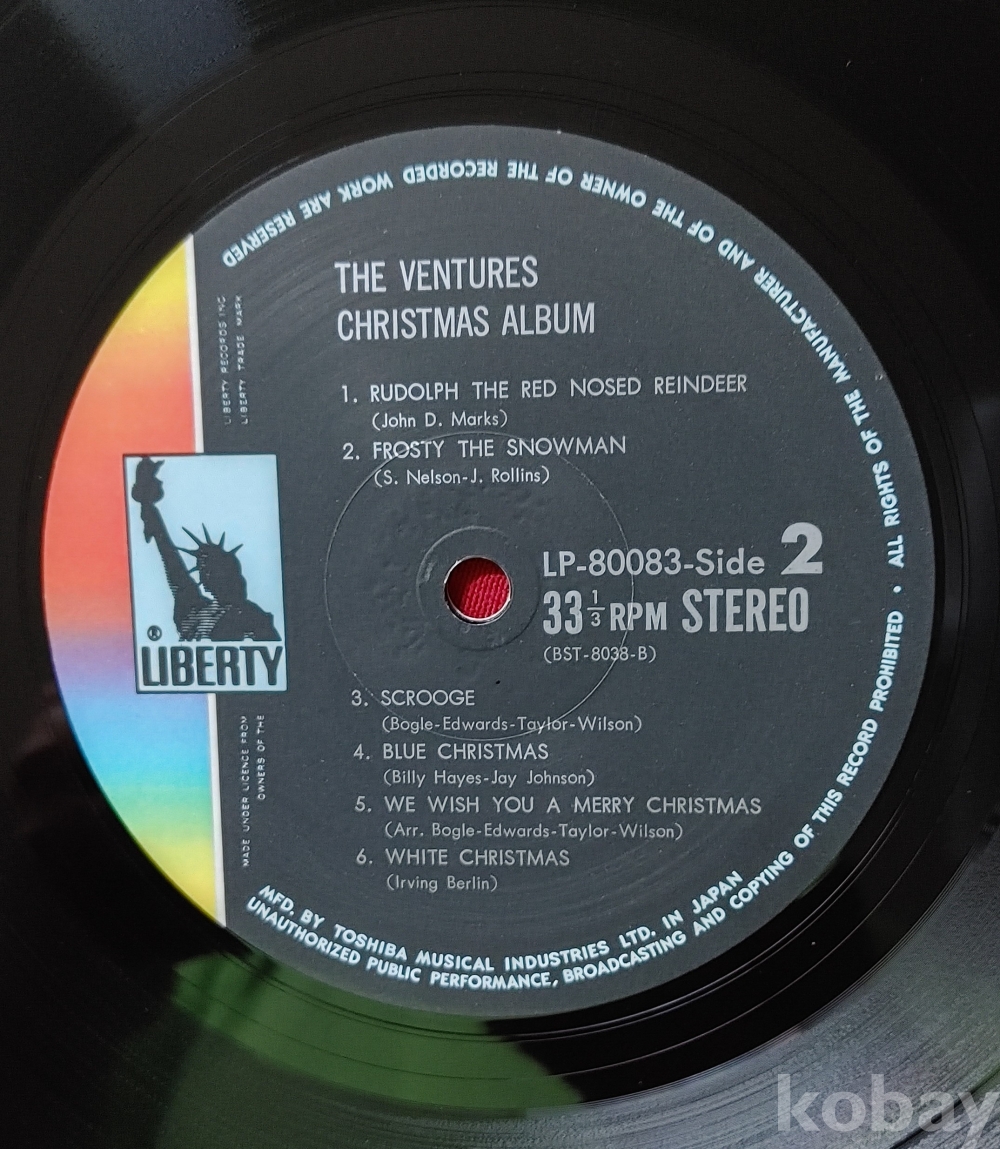 ALL RIGHTS OF THE MANUFACTURER AND OF THE OWNER OF THE RECORDED WORK ARE RESERVED
LIBERTY RECORDS INC
LIBERTY TRADE MARK
THE VENTURES
CHRISTMAS ALBUM
1. RUDOLPH THE RED NOSED REINDEER
(John D. Marks)
2. FROSTY THE SNOWMAN
(S. Nelson-J. Rollins)
®
LIBERTY
LP-80083-Side 2
33 1/3 RPM STEREO
(BST-8038-B)
3. SCROOGE
(Bogle-Edwards-Taylor-Wilson)
4. BLUE CHRISTMAS
(Billy Hayes-Jay Johnson)
5. WE WISH YOU A MERRY CHRISTMAS
(Arr. Bogle-Edwards-Taylor-Wilson)
6. WHITE CHRISTMAS
(Irving Berlin)
MADE UNDER LICENCE FROM
OWNERS OF THE
MFD. BY TOSHIBA MUSICAL INDUSTRIES LTD. IN JAPAN
UNAUTHORIZED PUBLIC PERFORMANCE, BROADCASTING AND COPYING OF THIS RECORD PROHIBITED •
kobay